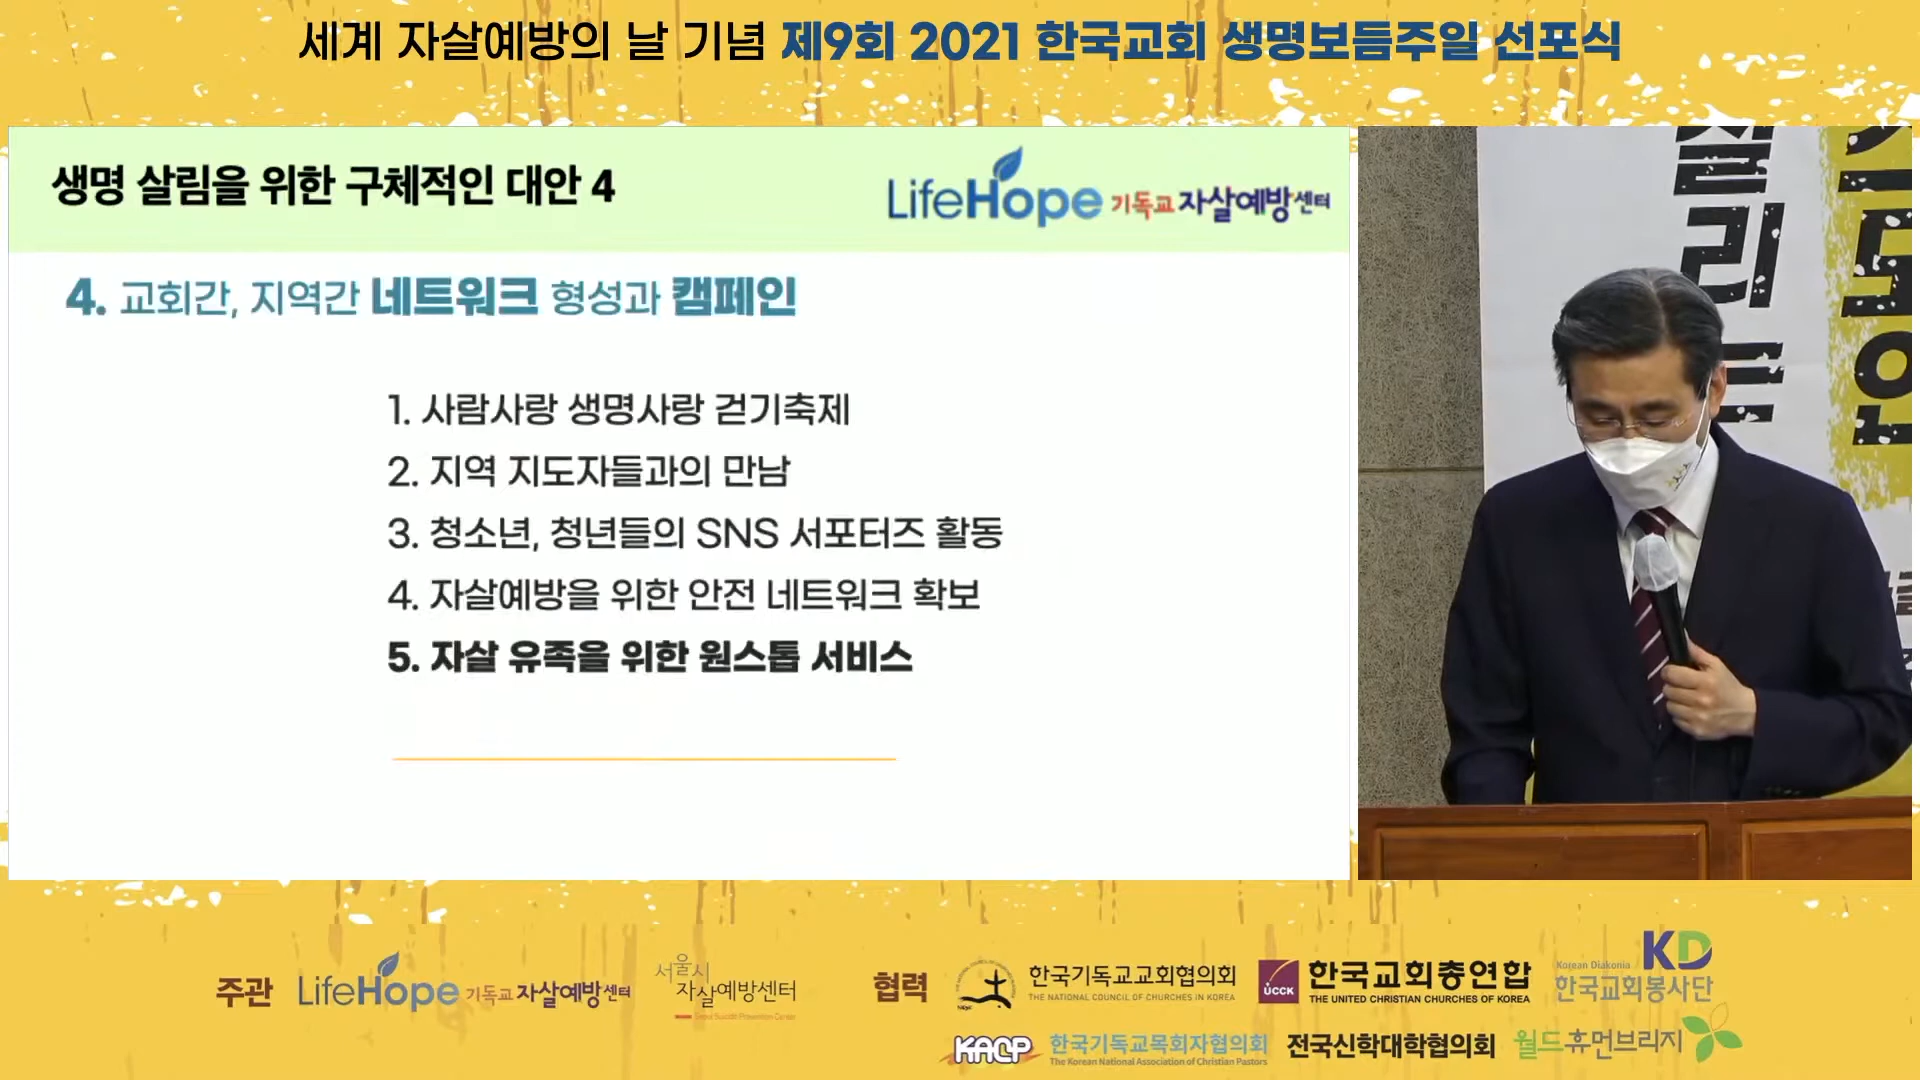 세계 자살예방의 날 기념 제9회 2021 한국교회 생명보듬주일 선포식
생명 살림을 위한 구체적인 대안 4
LifeHope 기독교 자살예방센터
4. 교회간, 지역간 네트워크 형성과 캠페인
1. 사람사랑 생명사랑 걷기축제
2. 지역 지도자들과의 만남
3. 청소년, 청년들의 SNS 서포터즈 활동
4. 자살예방을 위한 안전 네트워크 확보
5. 자살 유족을 위한 원스톱 서비스
리
주관
LifeHope 기독교 자살예방센터
서울시
자살예방센터
Seoul Suicide Prevention Center
협력
한국기독교교회협의회
THE NATIONAL COUNCIL OF CHURCHES IN KOREA
UCCK
한국교회총연합
THE UNITED CHRISTIAN CHURCHES OF KOREA
KD
Korean Diakonia
한국교회봉사단
KACP
한국기독교목회자협의회
The Korean National Association of Christian Pastors
전국신학대학협의회
월드휴먼브리지